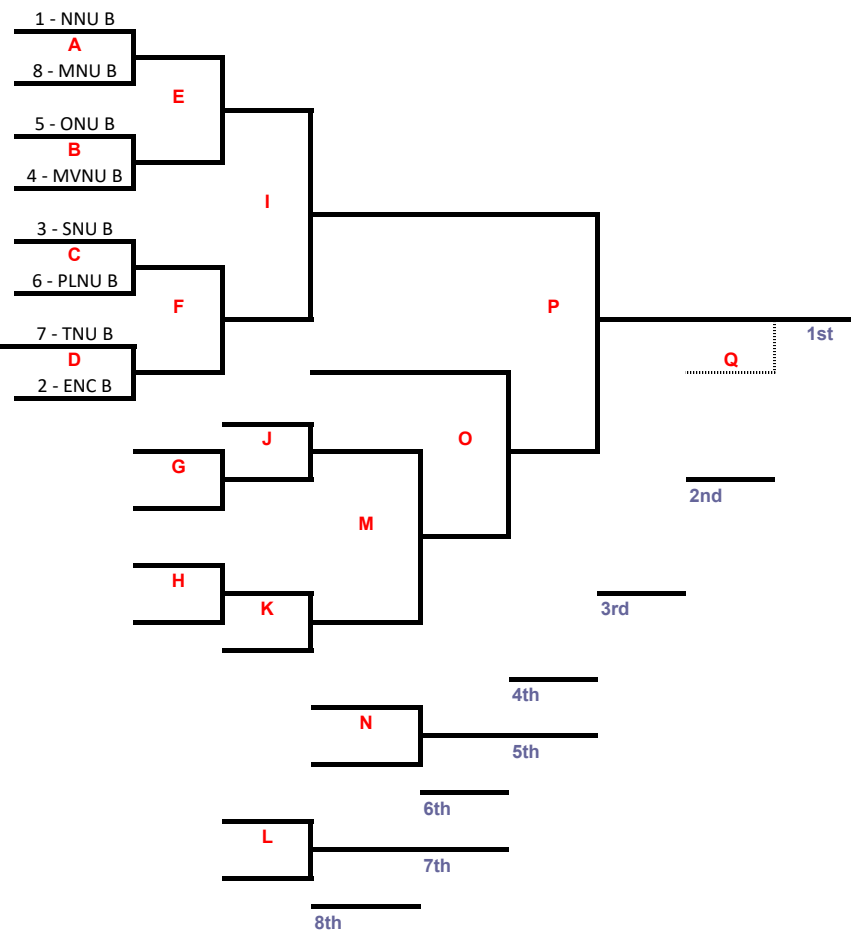 1 - NNU B
A
8 - MNU B
E
5 - ONU B
B
4 - MVNU B
I
3 - SNU B
C
6 - PLNU B
F
P
7 - TNU B
1st
D
Q
2 - ENC B
J
O
G
2nd
M
H
K
3rd
4th
N
5th
6th
L
7th
8th